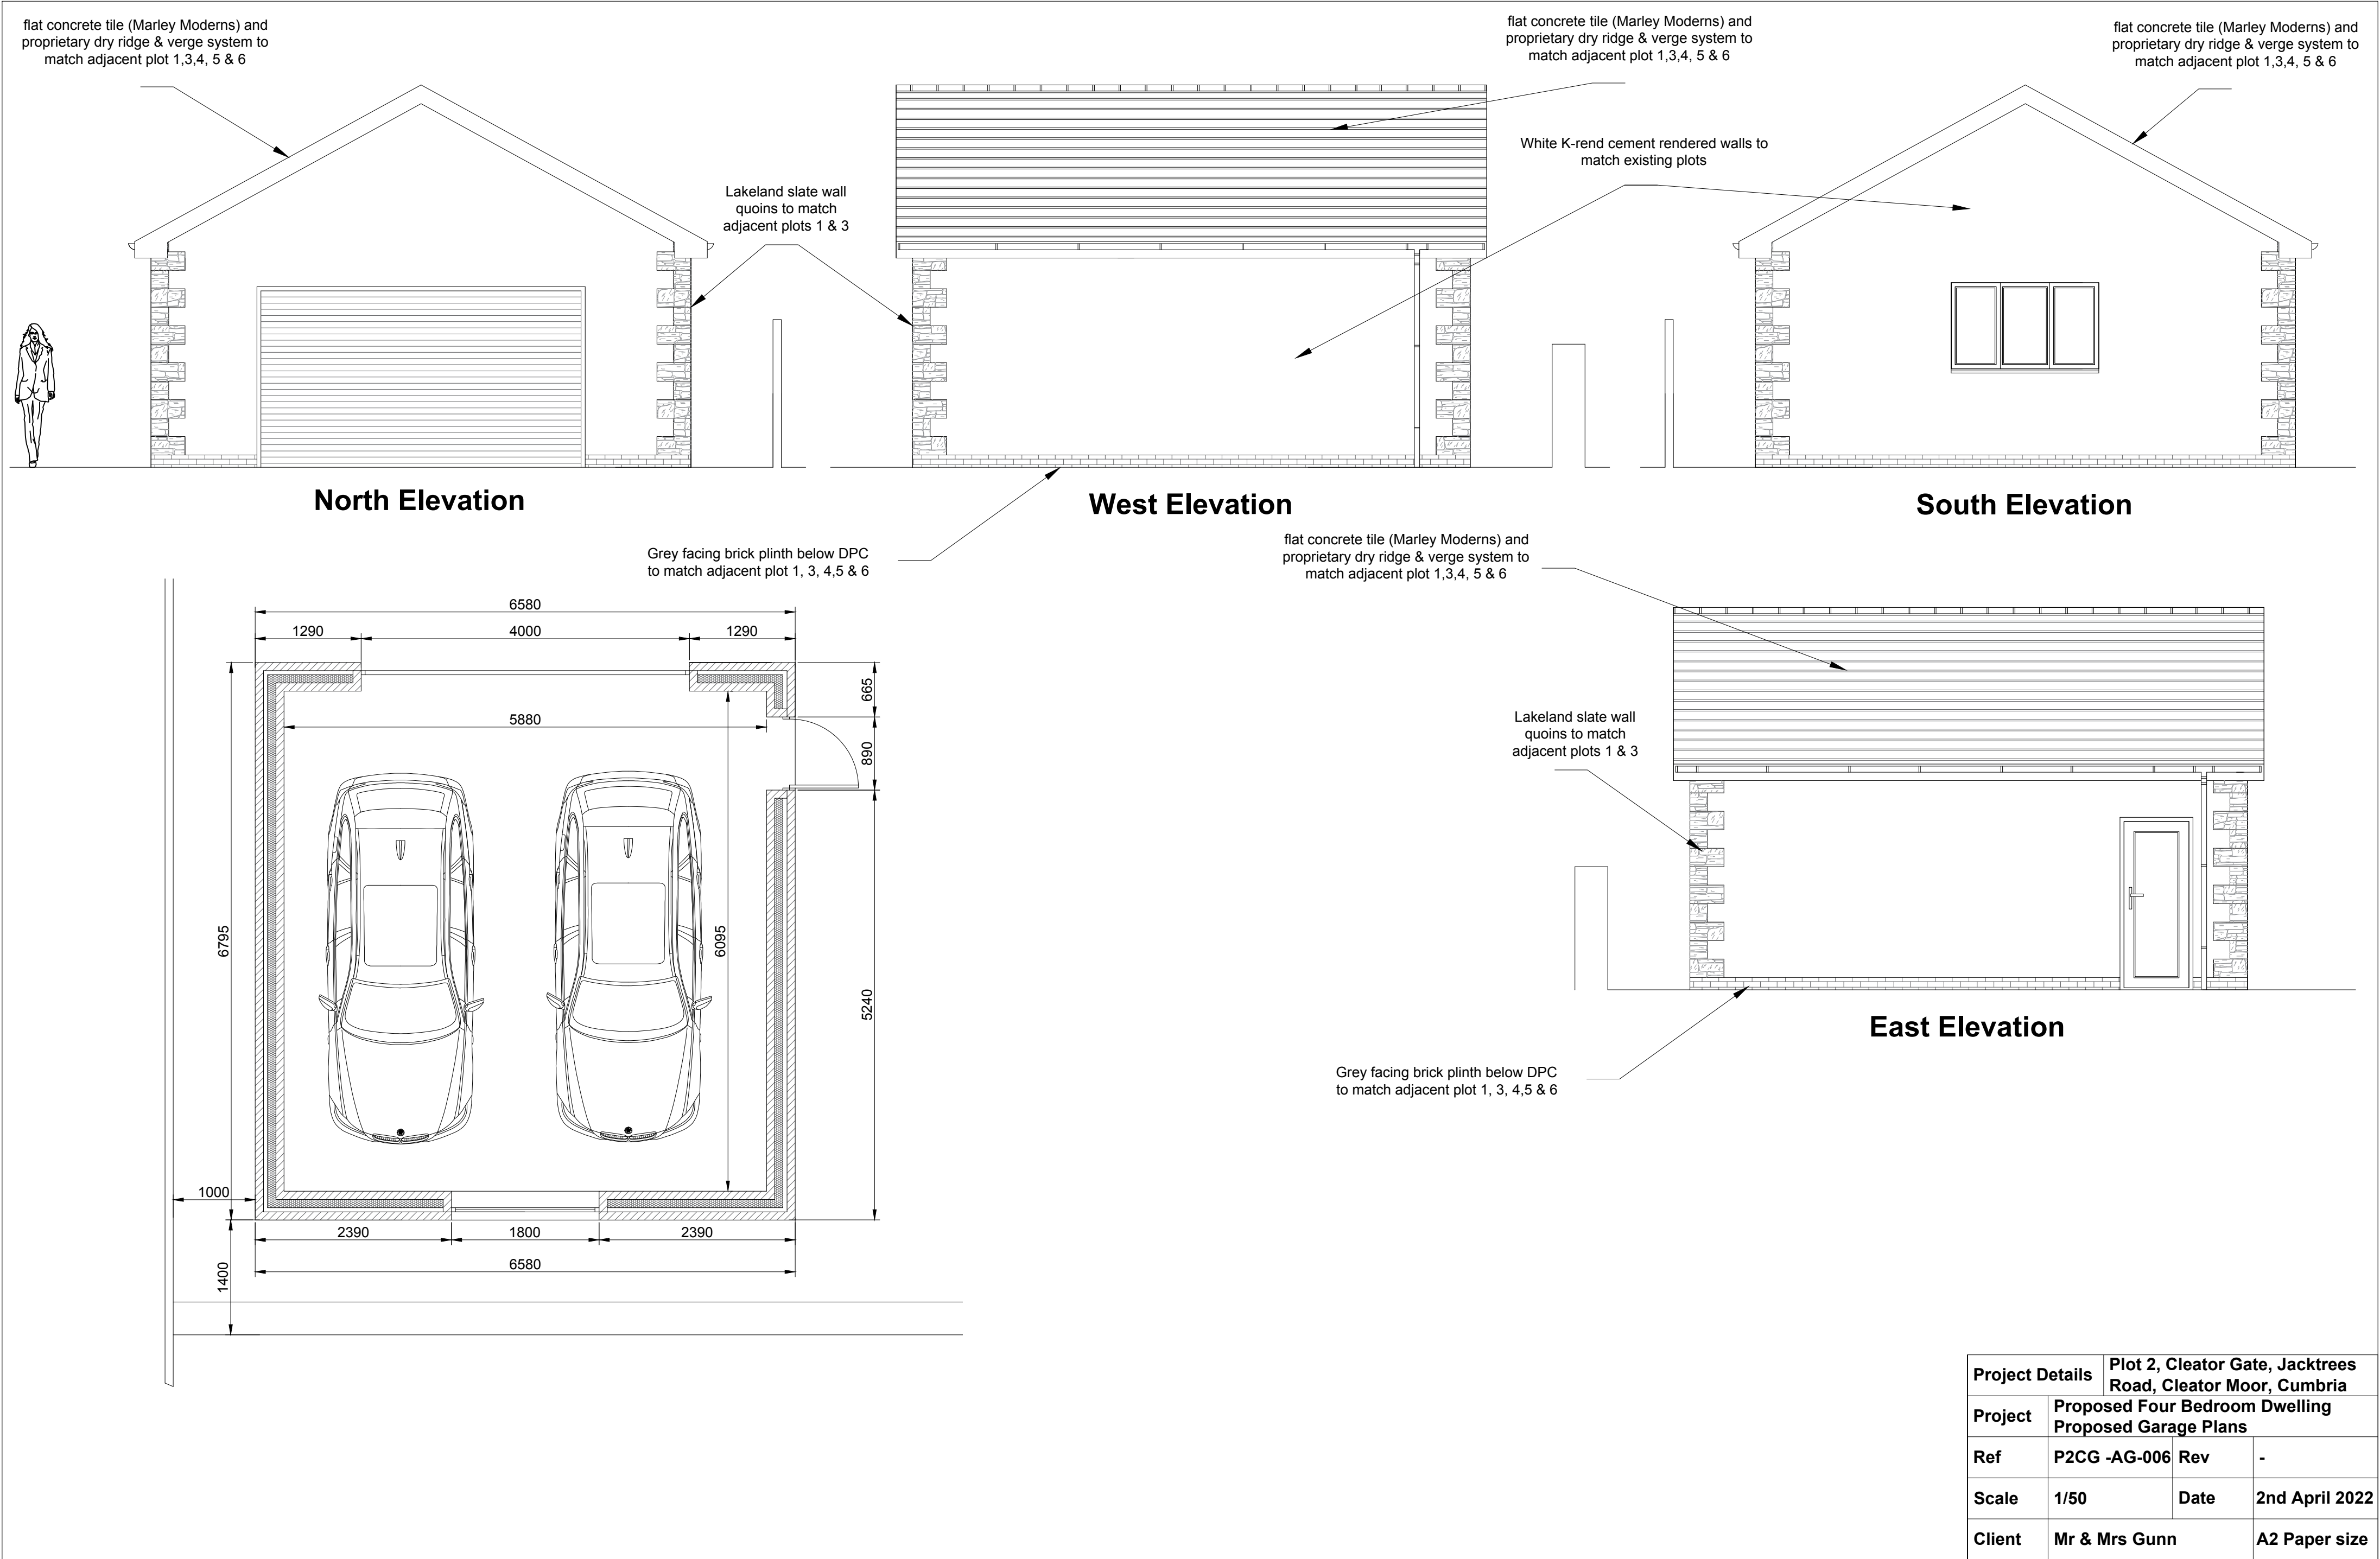 flat concrete tile (Marley Moderns) and
proprietary dry ridge & verge system to
match adjacent plot 1,3,4, 5 & 6
flat concrete tile (Marley Moderns) and
proprietary dry ridge & verge system to
match adjacent plot 1,3,4, 5 & 6
flat concrete tile (Marley Moderns) and
proprietary dry ridge & verge system to
match adjacent plot 1,3,4, 5 & 6
White K-rend cement rendered walls to
match existing plots
Lakeland slate wall
quoins to match
adjacent plots 1 & 3
North Elevation
West Elevation
South Elevation
Grey facing brick plinth below DPC
to match adjacent plot 1, 3, 4,5 & 6
flat concrete tile (Marley Moderns) and
proprietary dry ridge & verge system to
match adjacent plot 1,3,4, 5 & 6
6580
1290
4000
1290
665
5880
890
6795
6095
5240
1000
2390
1800
2390
6580
1400
Lakeland slate wall
quoins to match
adjacent plots 1 & 3
East Elevation
Grey facing brick plinth below DPC
to match adjacent plot 1, 3, 4,5 & 6
Project Details
Plot 2, Cleator Gate, Jacktrees
Road, Cleator Moor, Cumbria
Project
Proposed Four Bedroom Dwelling
Proposed Garage Plans
Ref P2CG -AG-006 Rev -
Scale 1/50 Date 2nd April 2022
Client Mr & Mrs Gunn A2 Paper size